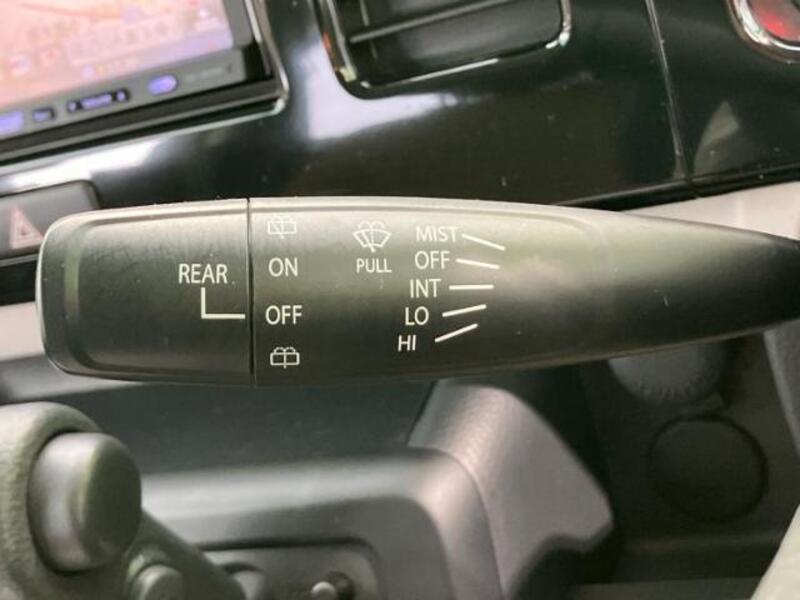 REAR
ON
OFF
PULL
MIST
OFF
INT
LO
HI